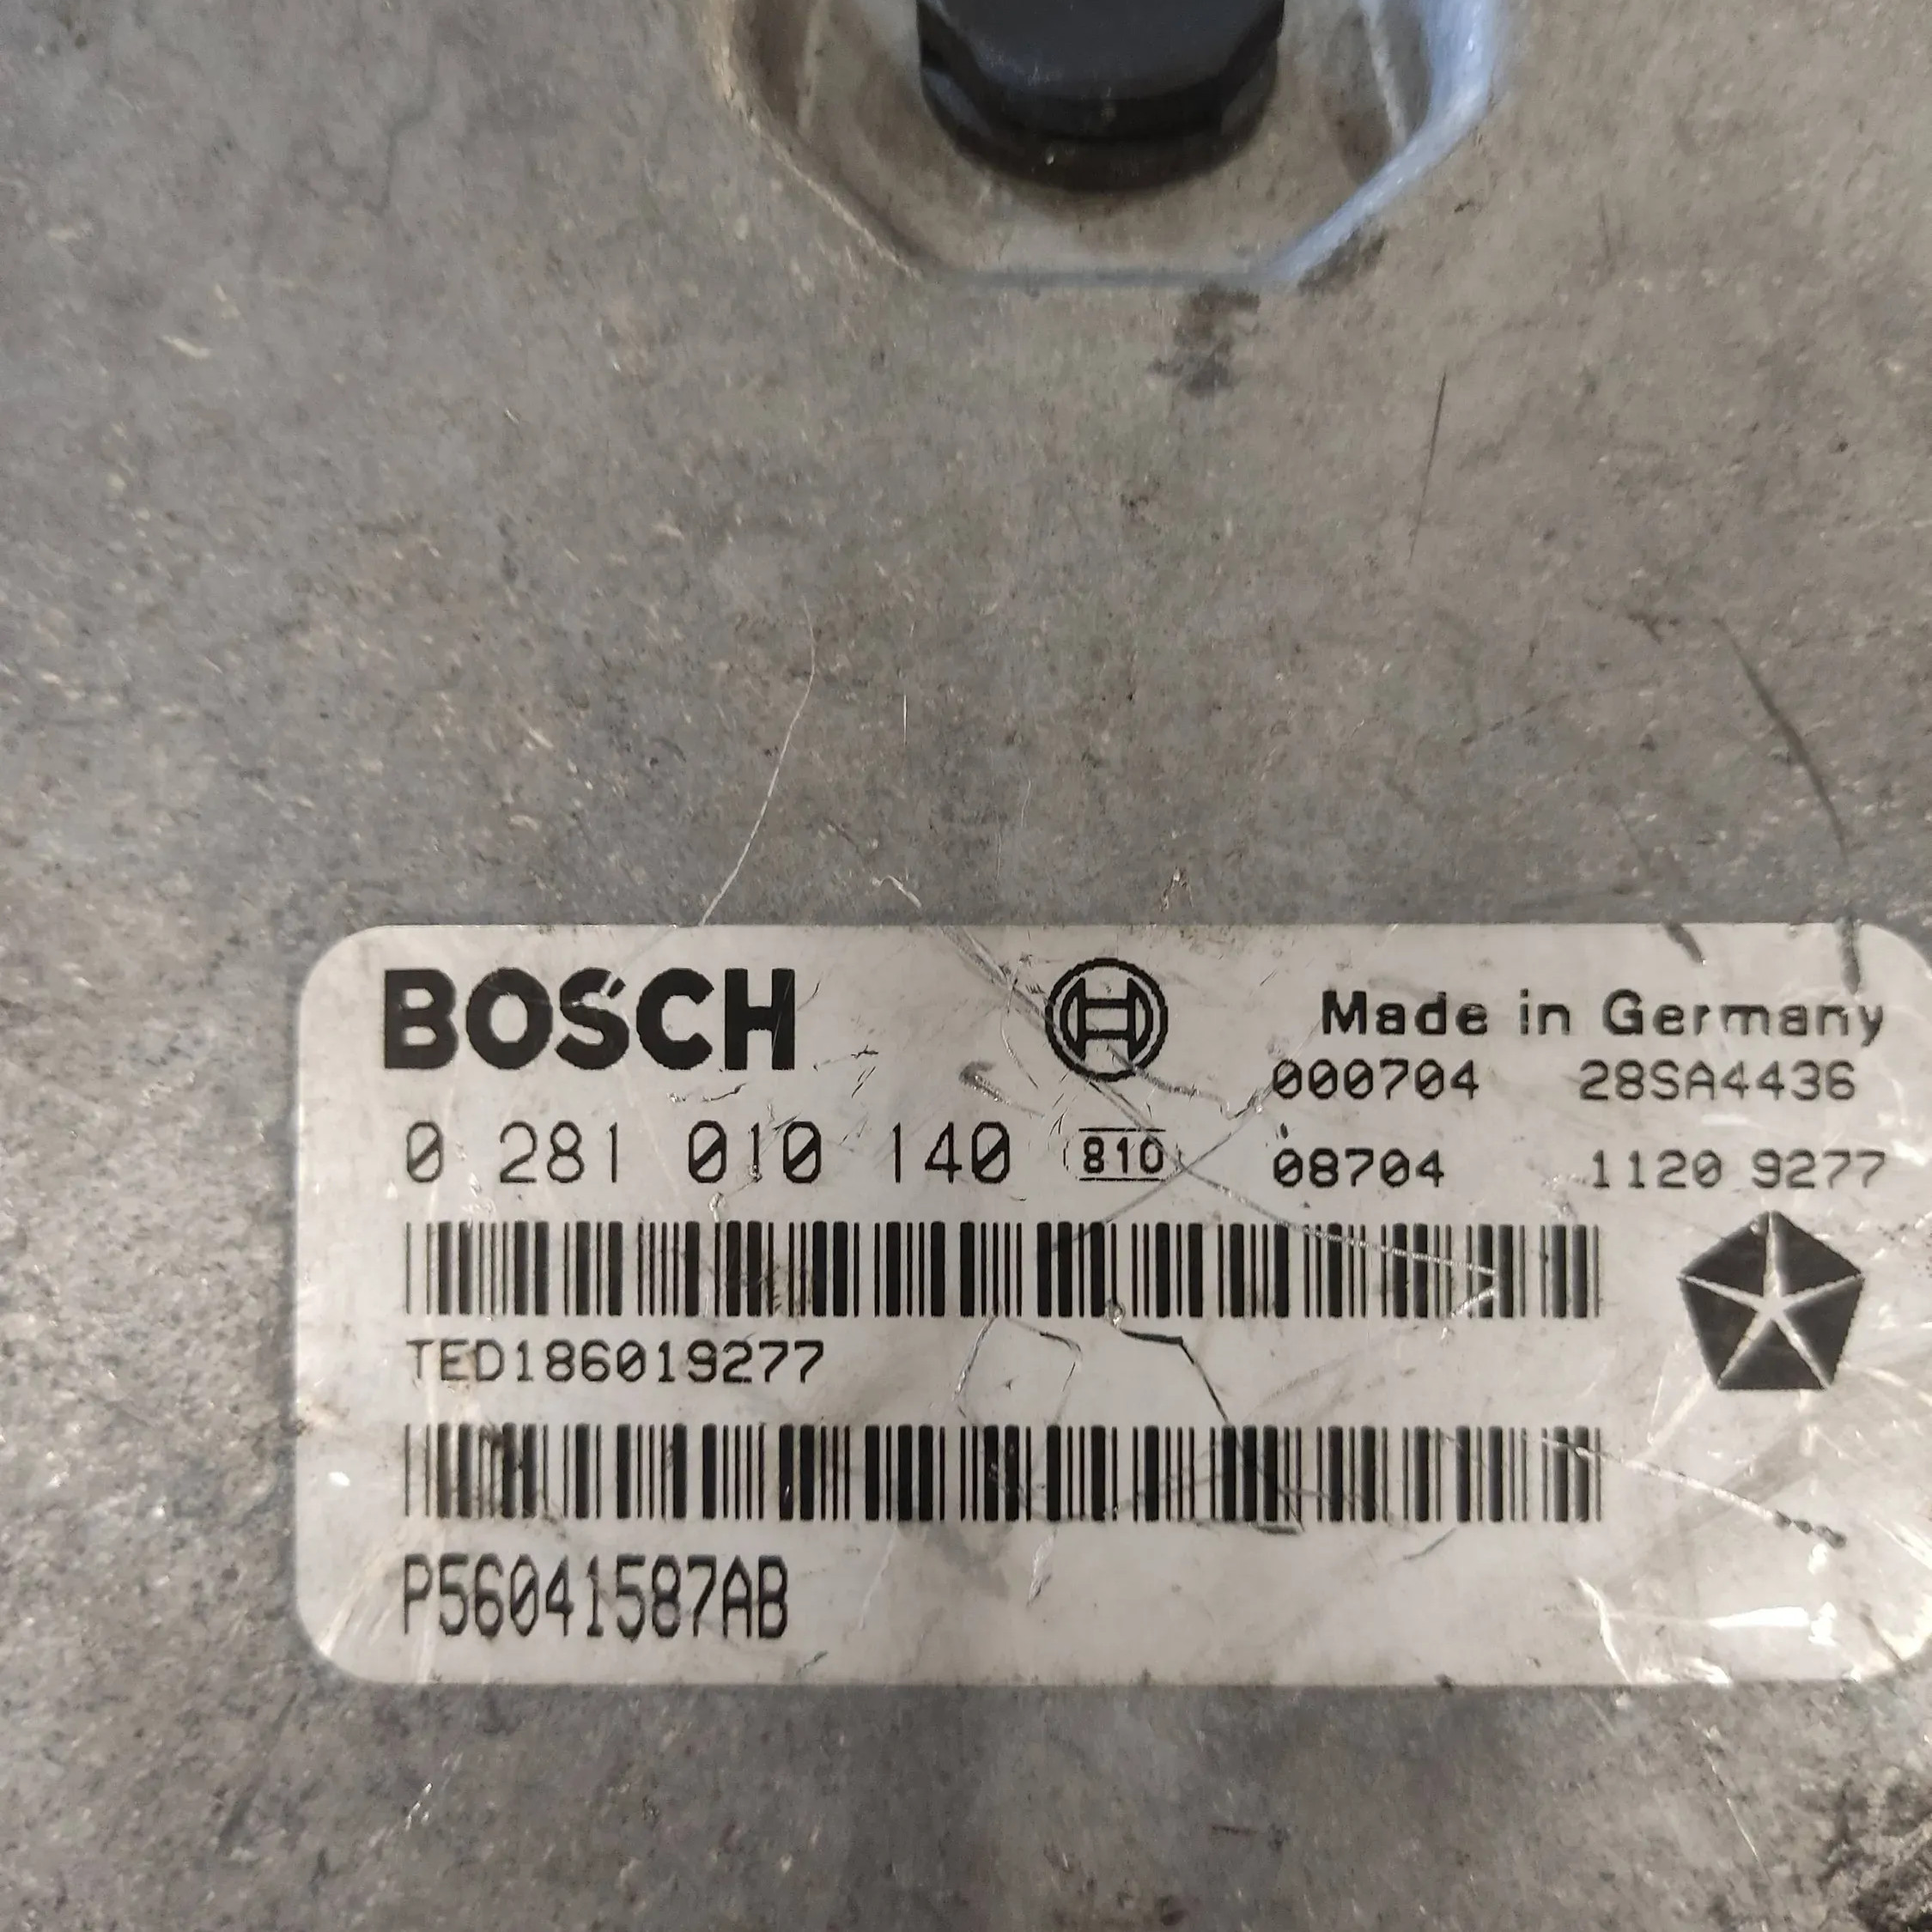 BOSCH
Made in Germany
000704 28SA4436
0 281 010 140 810 08704 1120 9277
TED186019277
P56041587AB